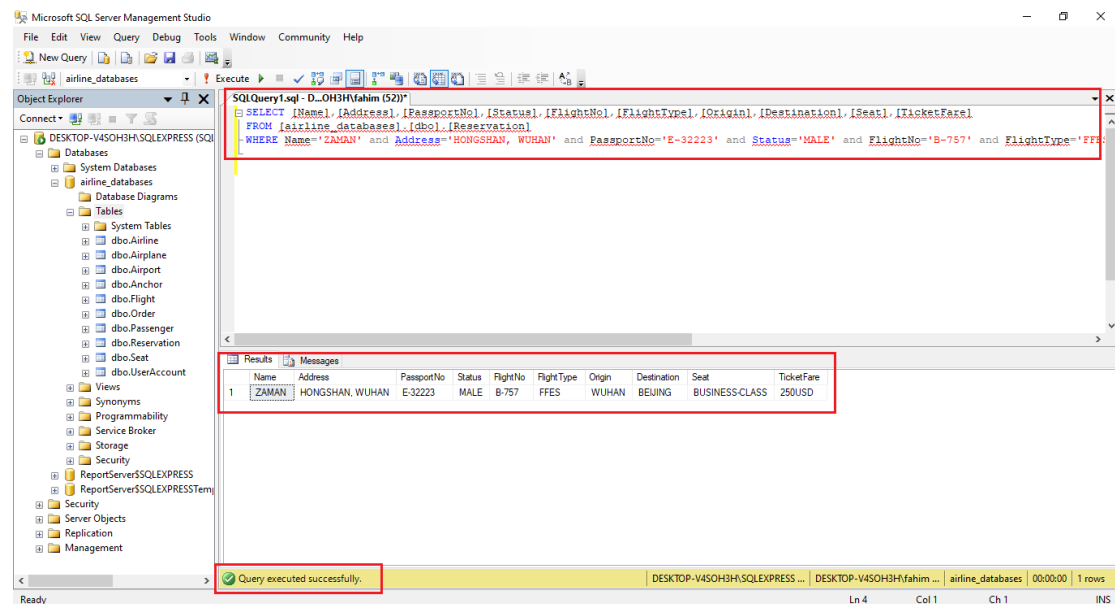 Microsoft SQL Server Management Studio
File Edit View Query Debug Tools Window Community Help
New Query
airline_databases Execute
Object Explorer
Connect
DESKTOP-V4SOH3H\SQLEXPRESS (SQL
Databases
System Databases
airline_databases
Database Diagrams
Tables
System Tables
dbo.Airline
dbo.Airplane
dbo.Airport
dbo.Anchor
dbo.Flight
dbo.Order
dbo.Passenger
dbo.Reservation
dbo.Seat
dbo.UserAccount
Views
Synonyms
Programmability
Service Broker
Storage
Security
ReportServer$SQLEXPRESS
ReportServer$SQLEXPRESSTemp
Security
Server Objects
Replication
Management
SQLQuery1.sql - D...OH3H\fahim (52))*
SELECT [Name],[Address],[PassportNo],[Status],[FlightNo],[FlightType],[Origin],[Destination],[Seat],[TicketFare]
FROM [airline_databases].[dbo].[Reservation]
WHERE Name='ZAMAN' and Address='HONGSHAN, WUHAN' and PassportNo='E-32223' and Status='MALE' and FlightNo='B-757' and FlightType='FFES
Results Messages
Name Address PassportNo Status FlightNo FlightType Origin Destination Seat TicketFare
1 ZAMAN HONGSHAN, WUHAN E-32223 MALE B-757 FFES WUHAN BEIJING BUSINESS-CLASS 250USD
Query executed successfully. DESKTOP-V4SOH3H\SQLEXPRESS ... DESKTOP-V4SOH3H\fahim ... airline_databases 00:00:00 1 rows
Ready Ln 4 Col 1 Ch 1 INS